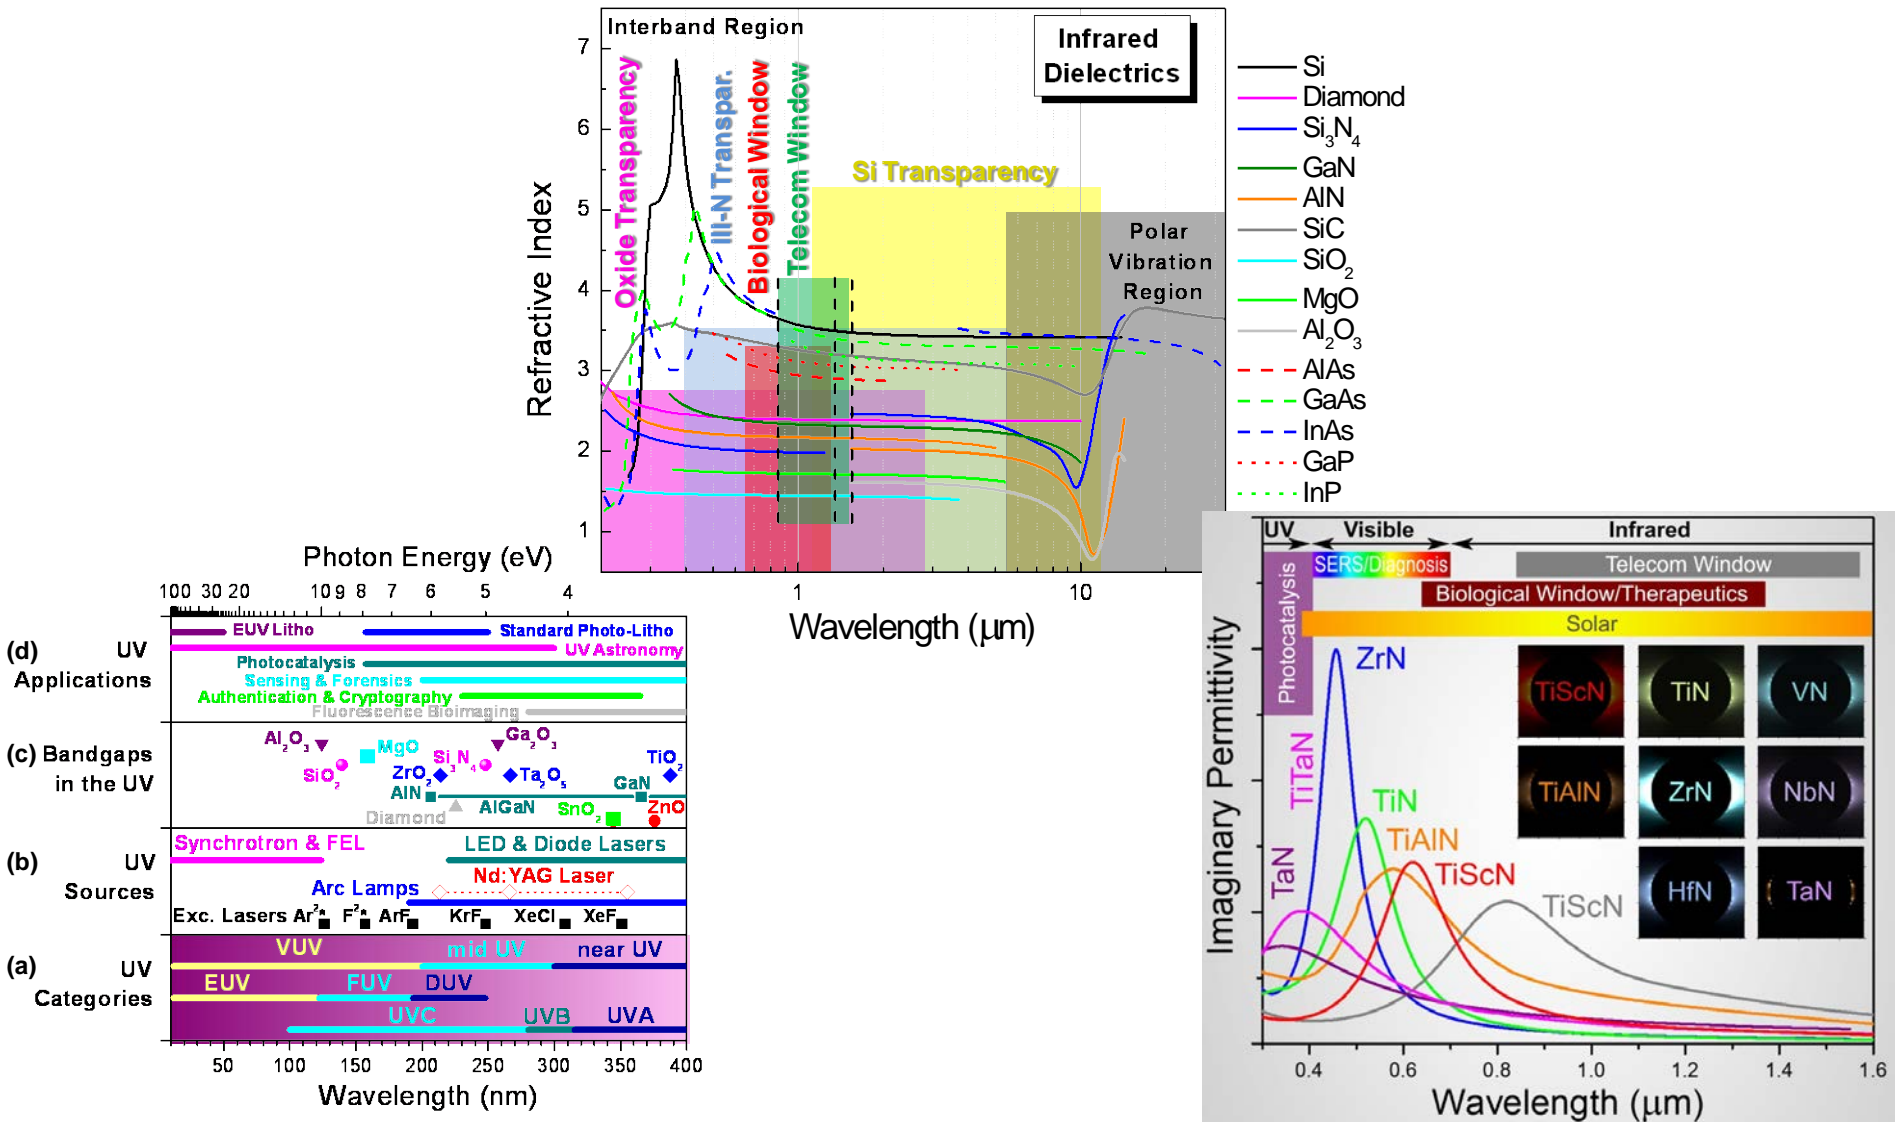 Interband Region
Infrared
Dielectrics
Oxide Transparency
III-N Transpar.
Biological Window
Telecom Window
Si Transparency
Polar
Vibration
Region
Refractive Index
7
6
5
4
3
2
1
1
10
Wavelength (μm)
Si
Diamond
Si3N4
GaN
AlN
SiC
SiO2
MgO
Al2O3
AlAs
GaAs
InAs
GaP
InP
Photon Energy (eV)
100 30 20 10 9 8 7 6 5 4
(d) UV
Applications
EUV Litho
Standard Photo-Litho
UV Astronomy
Photocatalysis
Sensing & Forensics
Authentication & Cryptography
Fluorescence Bioimaging
(c) Bandgaps
in the UV
Al2O3
SiO2
MgO
ZrO2
Si3N4
Ga2O3
Ta2O5
TiO2
AlN
AlGaN
GaN
Diamond
SnO2
ZnO
(b) UV
Sources
Synchrotron & FEL
LED & Diode Lasers
Nd:YAG Laser
Arc Lamps
Exc. Lasers Ar2* F2* ArF KrF XeCl XeF
(a) UV
Categories
VUV mid UV near UV
EUV FUV DUV
UVC UVB UVA
50 100 150 200 250 300 350 400
Wavelength (nm)
UV Visible Infrared
Photocatalysis
SERS/Diagnosis
Telecom Window
Biological Window/Therapeutics
Solar
Imaginary Permittivity
TaN
TiTaN
ZrN
TiN
TiAlN
TiScN
TiScN
TiScN TiN VN
TiAlN ZrN NbN
HfN TaN
0.4 0.6 0.8 1.0 1.2 1.4 1.6
Wavelength (μm)